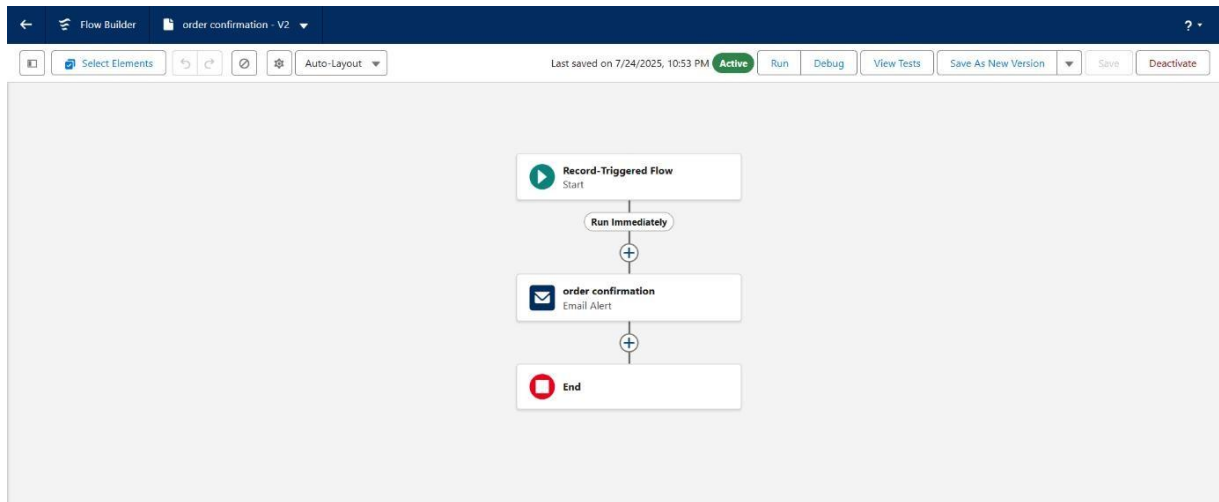 Flow Builder order confirmation - V2 ?
Select Elements Auto-Layout Last saved on 7/24/2025, 10:53 PM Active Run Debug View Tests Save As New Version Save Deactivate
Record-Triggered Flow
Start
Run Immediately
order confirmation
Email Alert
End